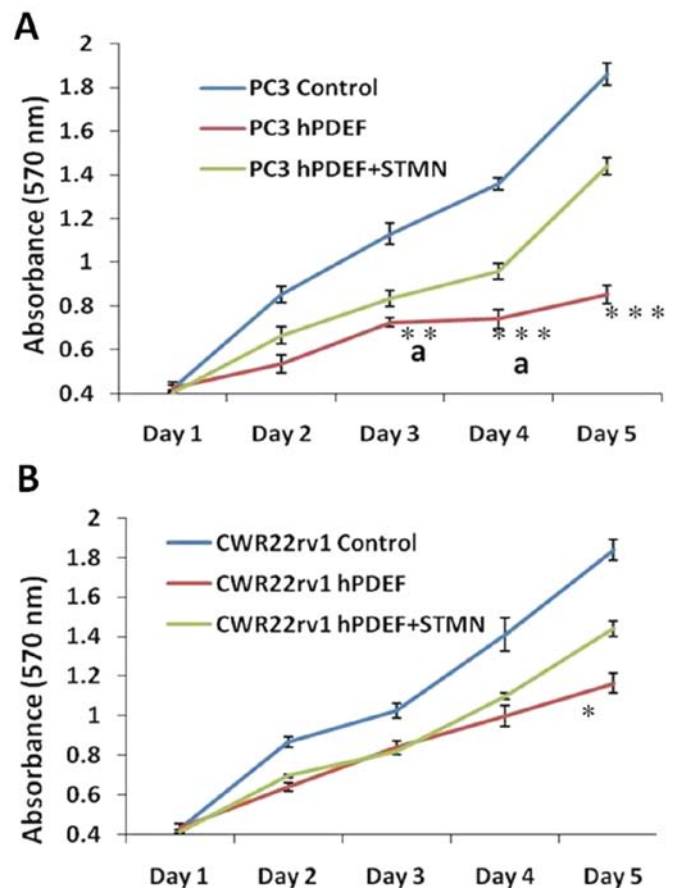 A
2
1.8
1.6
1.4
1.2
1
0.8
0.6
0.4
Absorbance (570 nm)
PC3 Control
PC3 hPDEF
PC3 hPDEF+STMN
* *
a
* * *
a
* * *
Day 1 Day 2 Day 3 Day 4 Day 5
B
2
1.8
1.6
1.4
1.2
1
0.8
0.6
0.4
Absorbance (570 nm)
CWR22rv1 Control
CWR22rv1 hPDEF
CWR22rv1 hPDEF+STMN
*
Day 1 Day 2 Day 3 Day 4 Day 5